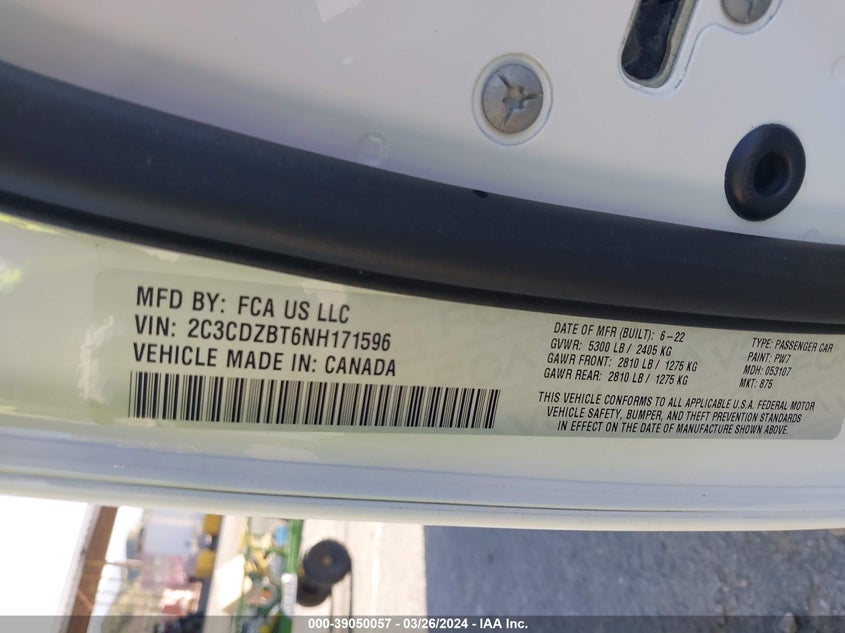 MFD BY: FCA US LLC
VIN: 2C3CDZBT6NH171596
VEHICLE MADE IN: CANADA
DATE OF MFR (BUILT): 6-22
GVWR: 5300 LB / 2405 KG
GAWR FRONT: 2810 LB / 1275 KG
GAWR REAR: 2810 LB / 1275 KG
TYPE: PASSENGER CAR
PAINT: PW7
MDH: 053107
MKT: 875
THIS VEHICLE CONFORMS TO ALL APPLICABLE U.S.A. FEDERAL MOTOR
VEHICLE SAFETY, BUMPER, AND THEFT PREVENTION STANDARDS
IN EFFECT ON THE DATE OF MANUFACTURE SHOWN ABOVE.
000-39050057 - 03/26/2024 - IAA Inc.